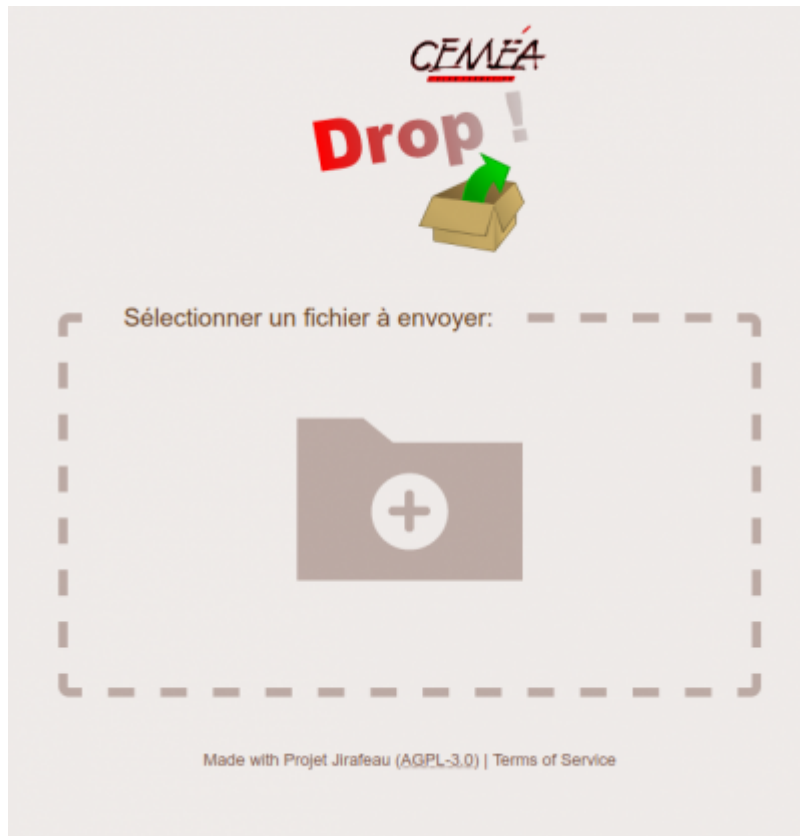 CEMÉA
Drop !
Sélectionner un fichier à envoyer:
Made with Projet Jirafeau (AGPL-3.0) | Terms of Service